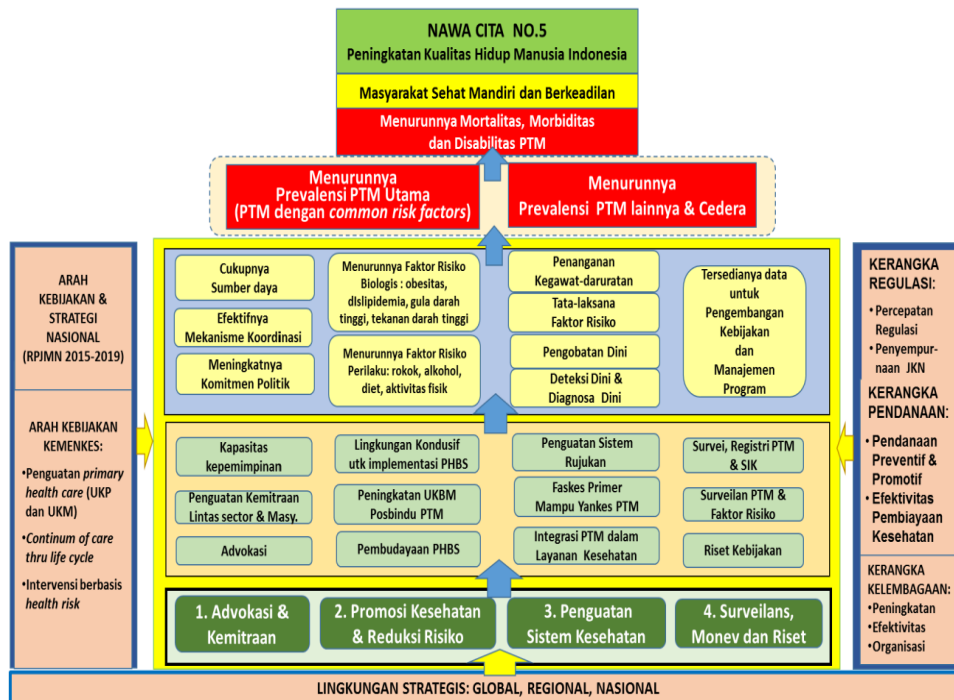 NAWA CITA NO.5
Peningkatan Kualitas Hidup Manusia Indonesia
Masyarakat Sehat Mandiri dan Berkeadilan
Menurunnya Mortalitas, Morbiditas
dan Disabilitas PTM
Menurunnya
Prevalensi PTM Utama
(PTM dengan common risk factors)
Menurunnya
Prevalensi PTM lainnya & Cedera
ARAH
KEBIJAKAN &
STRATEGI
NASIONAL
(RPJMN 2015-2019)
ARAH KEBIJAKAN
KEMENKES:
•Penguatan primary
health care (UKP
dan UKM)
•Continum of care
thru life cycle
•Intervensi berbasis
health risk
Cukupnya
Sumber daya
Efektifnya
Mekanisme Koordinasi
Meningkatnya
Komitmen Politik
Menurunnya Faktor Risiko
Biologis : obesitas,
dIslipidemia, gula darah
tinggi, tekanan darah tinggi
Menurunnya Faktor Risiko
Perilaku: rokok, alkohol,
diet, aktivitas fisik
Penanganan
Kegawat-daruratan
Tata-laksana
Faktor Risiko
Pengobatan Dini
Deteksi Dini &
Diagnosa Dini
Tersedianya data
untuk
Pengembangan
Kebijakan
dan
Manajemen
Program
Kapasitas
kepemimpinan
Penguatan Kemitraan
Lintas sector & Masy.
Advokasi
Lingkungan Kondusif
utk implementasi PHBS
Peningkatan UKBM
Posbindu PTM
Pembudayaan PHBS
Penguatan Sistem
Rujukan
Faskes Primer
Mampu Yankes PTM
Integrasi PTM dalam
Layanan Kesehatan
Survei, Registri PTM
& SIK
Surveilan PTM &
Faktor Risiko
Riset Kebijakan
1. Advokasi &
Kemitraan
2. Promosi Kesehatan
& Reduksi Risiko
3. Penguatan
Sistem Kesehatan
4. Surveilans,
Monev dan Riset
KERANGKA
REGULASI:
• Percepatan
Regulasi
• Penyempur-
naan JKN
KERANGKA
PENDANAAN:
• Pendanaan
Preventif &
Promotif
• Efektivitas
Pembiayaan
Kesehatan
KERANGKA
KELEMBAGAAN:
•Peningkatan
•Efektivitas
•Organisasi
LINGKUNGAN STRATEGIS: GLOBAL, REGIONAL, NASIONAL